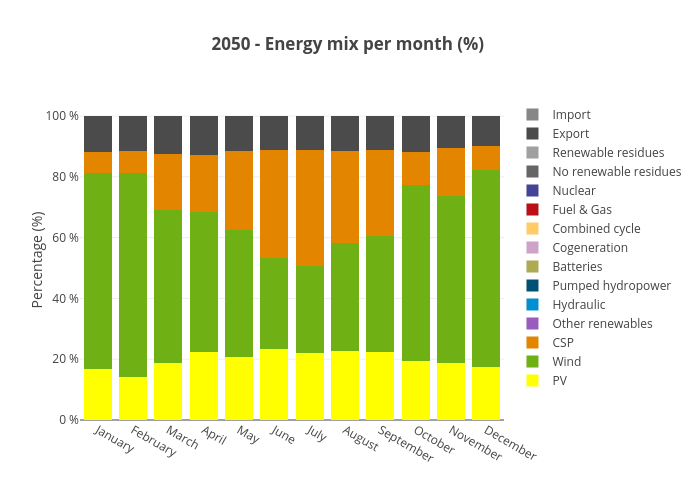 2050 - Energy mix per month (%)
100 %
80 %
60 %
40 %
20 %
0 %
Percentage (%)
January
February
March
April
May
June
July
August
September
October
November
December
Import
Export
Renewable residues
No renewable residues
Nuclear
Fuel & Gas
Combined cycle
Cogeneration
Batteries
Pumped hydropower
Hydraulic
Other renewables
CSP
Wind
PV